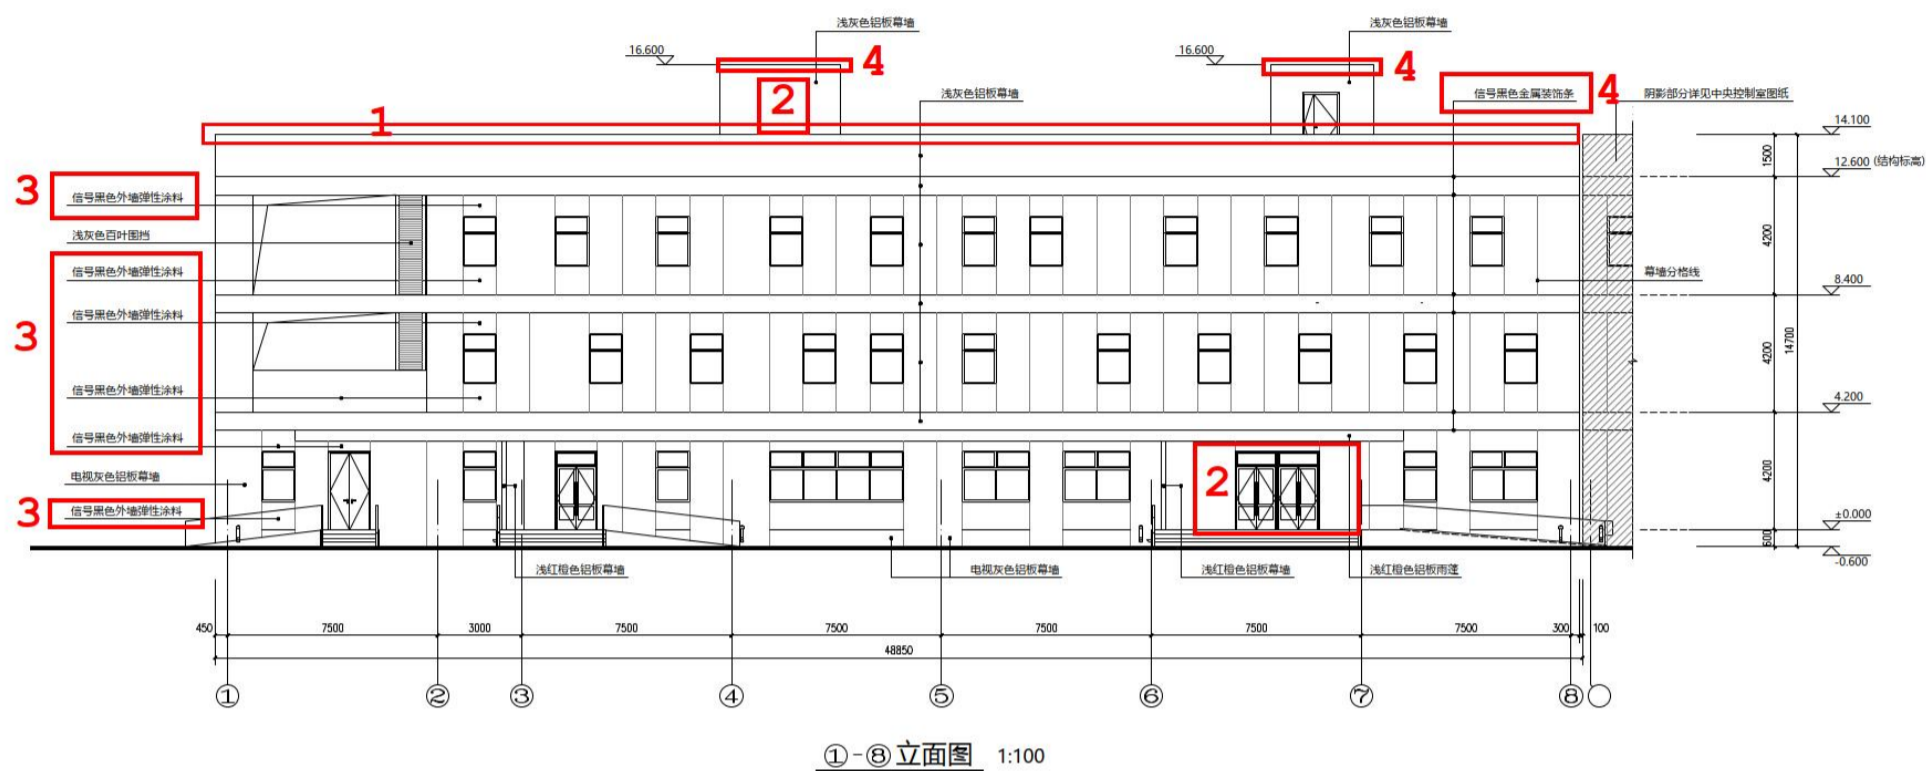 浅灰色铝板幕墙
浅灰色铝板幕墙
16.600
4
16.600
4
2
浅灰色铝板幕墙
信号黑色金属装饰条
4
阴影部分详见中央控制室图纸
1
14.100
1500
12.600 (结构标高)
3
信号黑色外墙弹性涂料
浅灰色百叶围挡
4200
信号黑色外墙弹性涂料
幕墙分格线
8.400
3
信号黑色外墙弹性涂料
14700
4200
信号黑色外墙弹性涂料
4.200
信号黑色外墙弹性涂料
电视灰色铝板幕墙
2
4200
3
信号黑色外墙弹性涂料
±0.000
600
-0.600
浅红橙色铝板幕墙
电视灰色铝板幕墙
浅红橙色铝板幕墙
浅红橙色铝板雨蓬
450 7500 3000 7500 7500 7500 7500 7500 300 100
48850
① ② ③ ④ ⑤ ⑥ ⑦ ⑧
①-⑧立面图 1:100